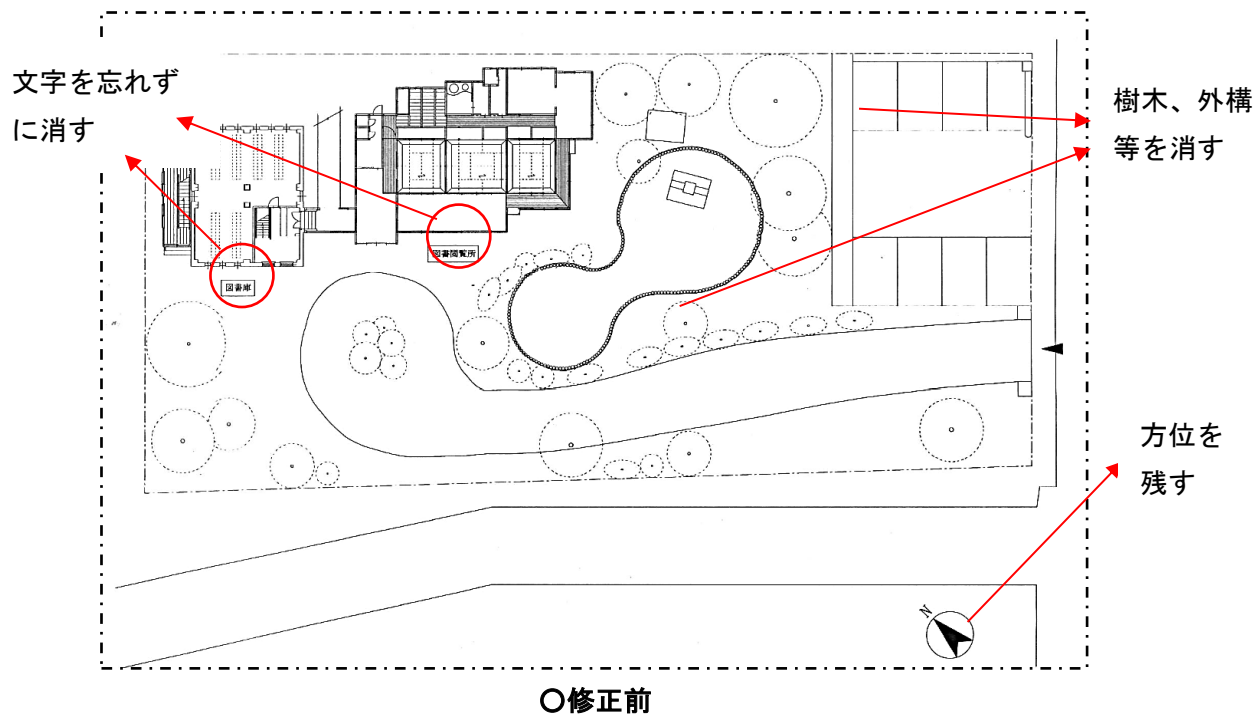 文字を忘れず
に消す
樹木、外構
等を消す
図書閲覧所
図書庫
方位を
残す
N
〇修正前